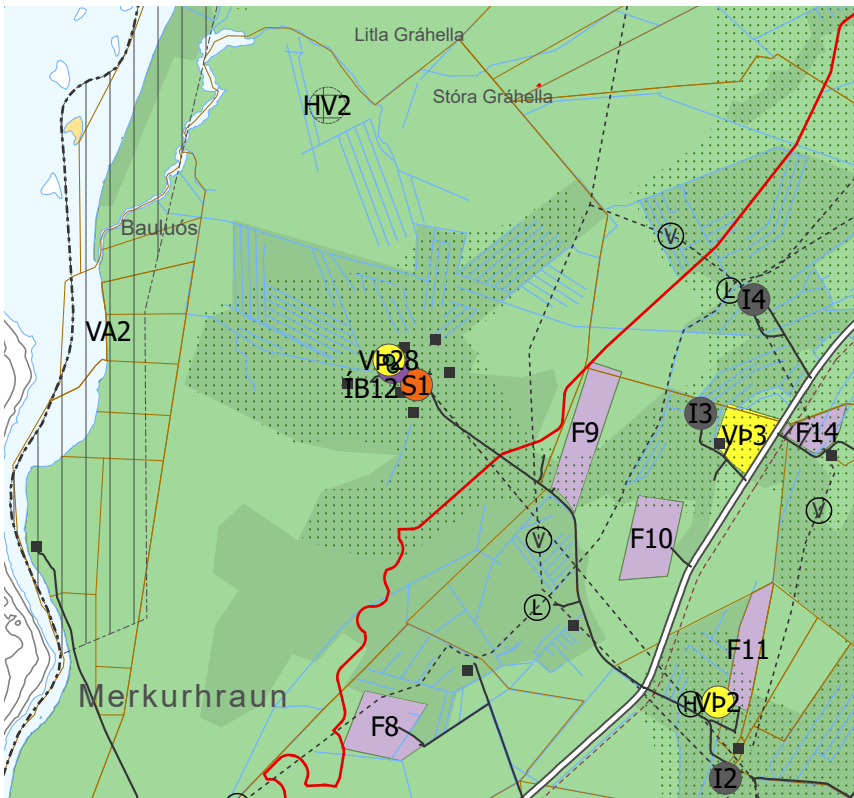 Litla Gráhella
Stóra Gráhella
HV2
Bauluós
V
L
I4
VA2
VÞ28
ÍB12
S1
I3
VÞ3
F14
F9
V
F10
V
L
F11
Merkurhraun
H
VÞ2
F8
I2